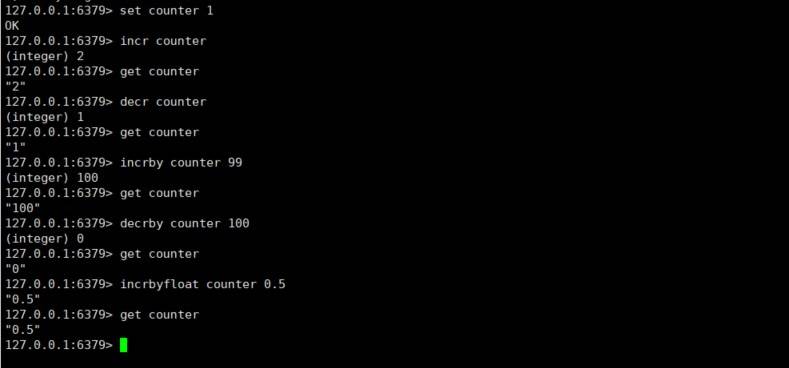 127.0.0.1:6379> set counter 1
OK
127.0.0.1:6379> incr counter
(integer) 2
127.0.0.1:6379> get counter
"2"
127.0.0.1:6379> decr counter
(integer) 1
127.0.0.1:6379> get counter
"1"
127.0.0.1:6379> incrby counter 99
(integer) 100
127.0.0.1:6379> get counter
"100"
127.0.0.1:6379> decrby counter 100
(integer) 0
127.0.0.1:6379> get counter
"0"
127.0.0.1:6379> incrbyfloat counter 0.5
"0.5"
127.0.0.1:6379> get counter
"0.5"
127.0.0.1:6379>